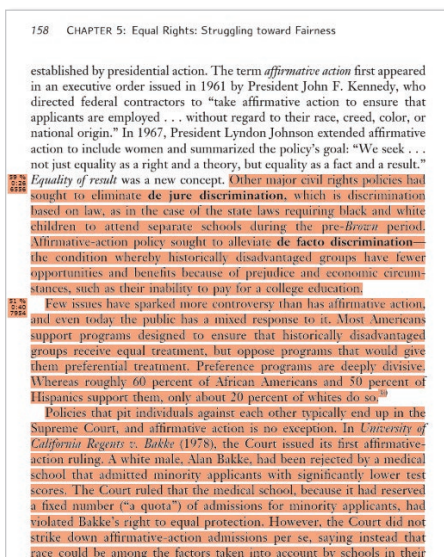 158 CHAPTER 5: Equal Rights: Struggling toward Fairness
established by presidential action. The term affirmative action first appeared
in an executive order issued in 1961 by President John F. Kennedy, who
directed federal contractors to “take affirmative action to ensure that
applicants are employed . . . without regard to their race, creed, color, or
national origin.” In 1967, President Lyndon Johnson extended affirmative
action to include women and summarized the policy’s goal: “We seek . . .
not just equality as a right and a theory, but equality as a fact and a result.”
Equality of result was a new concept. Other major civil rights policies had
sought to eliminate de jure discrimination, which is discrimination
based on law, as in the case of the state laws requiring black and white
children to attend separate schools during the pre-Brown period.
Affirmative-action policy sought to alleviate de facto discrimination—
the condition whereby historically disadvantaged groups have fewer
opportunities and benefits because of prejudice and economic circum-
stances, such as their inability to pay for a college education.
Few issues have sparked more controversy than has affirmative action,
and even today the public has a mixed response to it. Most Americans
support programs designed to ensure that historically disadvantaged
groups receive equal treatment, but oppose programs that would give
them preferential treatment. Preference programs are deeply divisive.
Whereas roughly 60 percent of African Americans and 50 percent of
Hispanics support them, only about 20 percent of whites do so.
Policies that pit individuals against each other typically end up in the
Supreme Court, and affirmative action is no exception. In University of
California Regents v. Bakke (1978), the Court issued its first affirmative-
action ruling. A white male, Alan Bakke, had been rejected by a medical
school that admitted minority applicants with significantly lower test
scores. The Court ruled that the medical school, because it had reserved
a fixed number (“a quota”) of admissions for minority applicants, had
violated Bakke’s right to equal protection. However, the Court did not
strike down affirmative-action admissions per se, saying instead that
race could be among the factors taken into account by schools in their